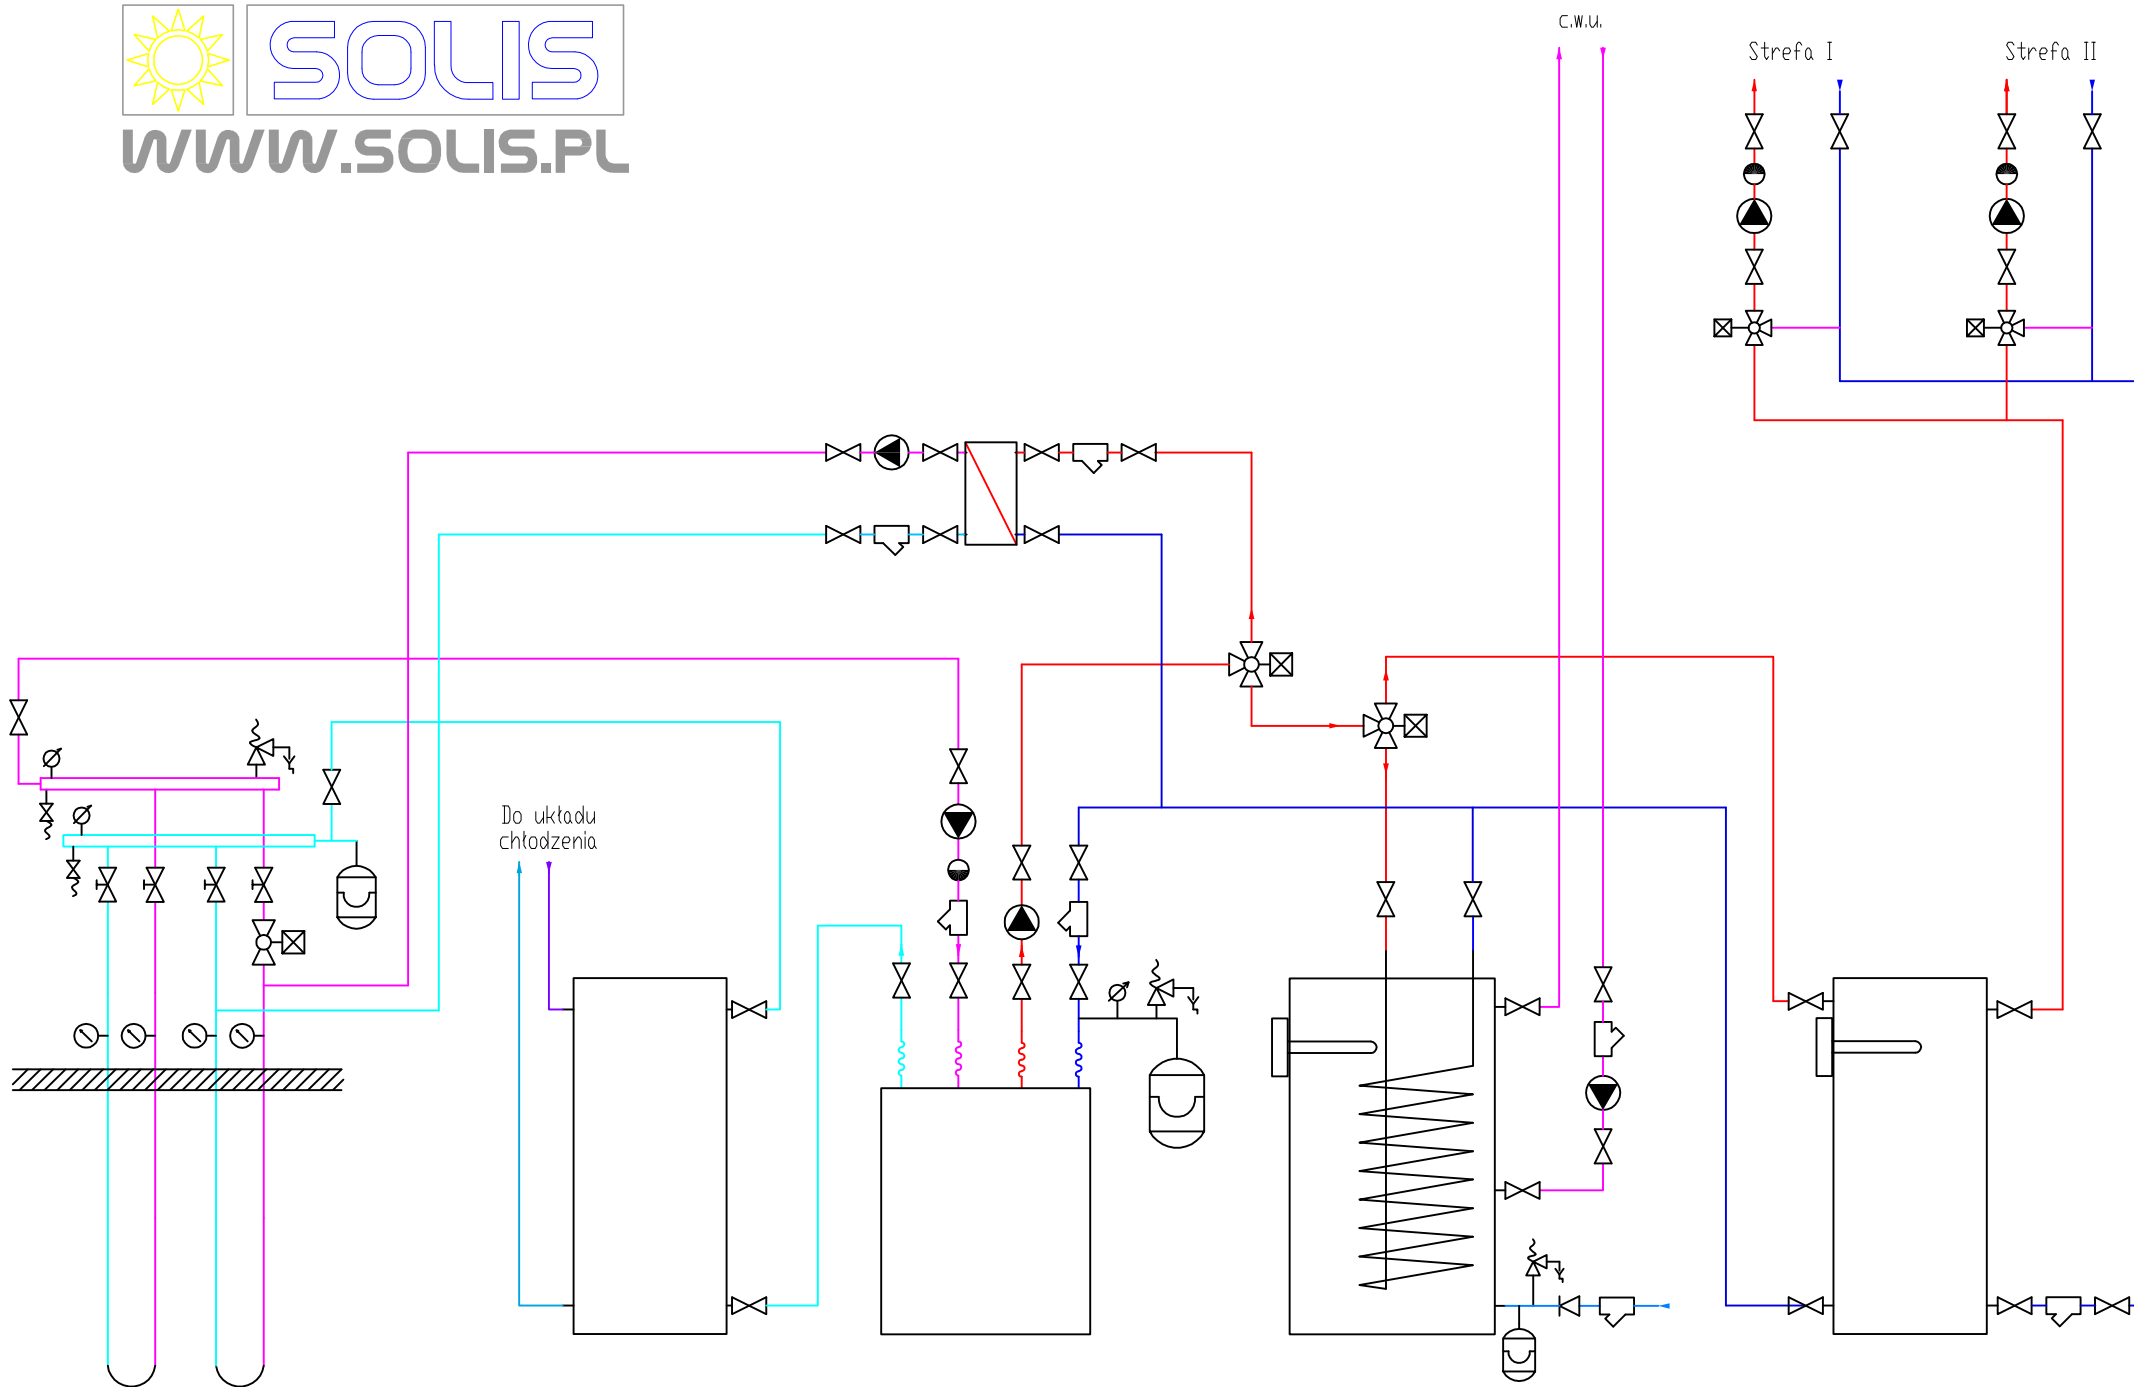 SOLIS
WWW.SOLIS.PL
c.w.u.
Strefa I
Strefa II
Do układu
chłodzenia